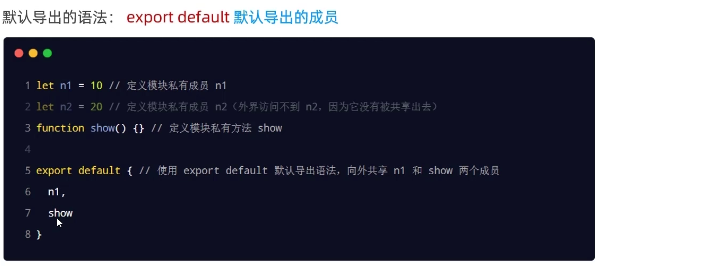 默认导出的语法： export default 默认导出的成员
1 let n1 = 10 // 定义模块私有成员 n1
2 let n2 = 20 // 定义模块私有成员 n2（外界访问不到 n2，因为它没有被共享出去）
3 function show() {} // 定义模块私有方法 show
4
5 export default { // 使用 export default 默认导出语法，向外共享 n1 和 show 两个成员
6   n1,
7   show
8 }